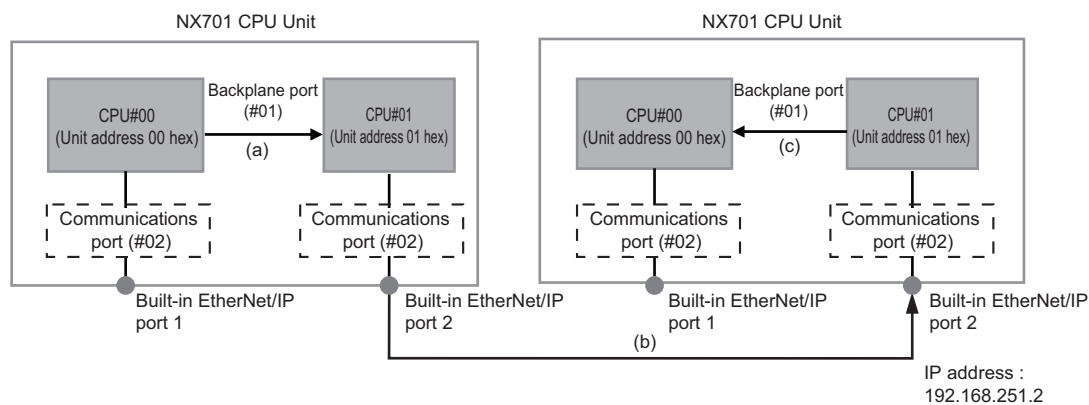 NX701 CPU Unit
CPU#00
(Unit address 00 hex)
Backplane port
(#01)
(a)
CPU#01
(Unit address 01 hex)
Communications
port (#02)
Communications
port (#02)
Built-in EtherNet/IP
port 1
Built-in EtherNet/IP
port 2
NX701 CPU Unit
CPU#00
(Unit address 00 hex)
Backplane port
(#01)
(c)
CPU#01
(Unit address 01 hex)
Communications
port (#02)
Communications
port (#02)
Built-in EtherNet/IP
port 1
Built-in EtherNet/IP
port 2
(b)
IP address :
192.168.251.2